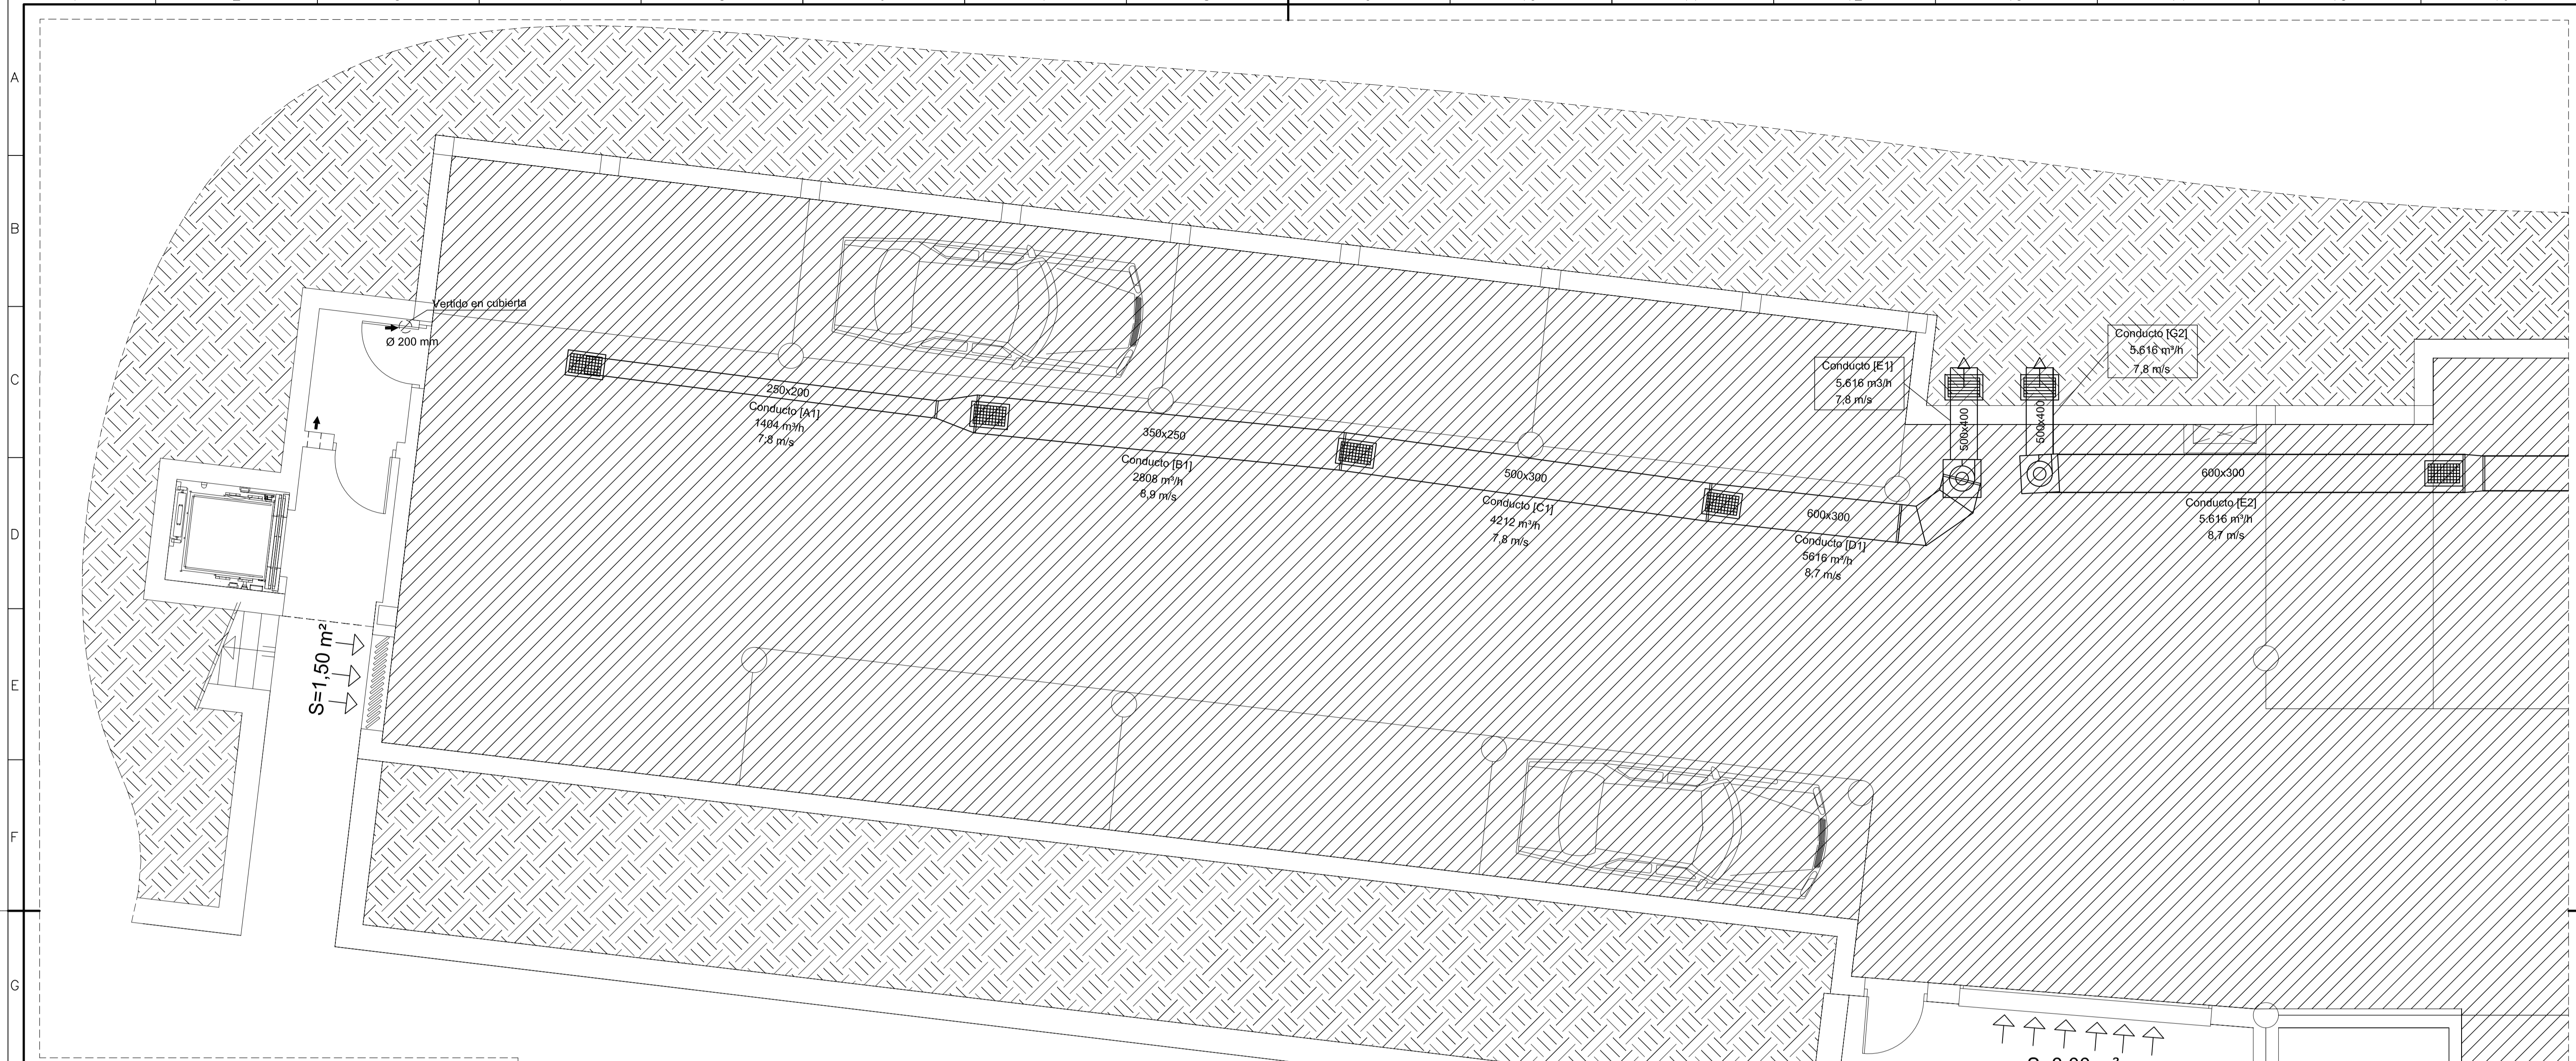 A
B
C
D
E
F
G
Vertido en cubierta
Ø 200 mm
250x200
Conducto [A1]
1404 m³/h
7,8 m/s
350x250
Conducto [B1]
2808 m³/h
8,9 m/s
500x300
Conducto [C1]
4212 m³/h
7,8 m/s
600x300
Conducto [D1]
5616 m³/h
8,7 m/s
Conducto [E1]
5.616 m3/h
7,8 m/s
500x400
500x400
Conducto [G2]
5.616 m³/h
7,8 m/s
600x300
Conducto [E2]
5.616 m³/h
8,7 m/s
S=1,50 m²